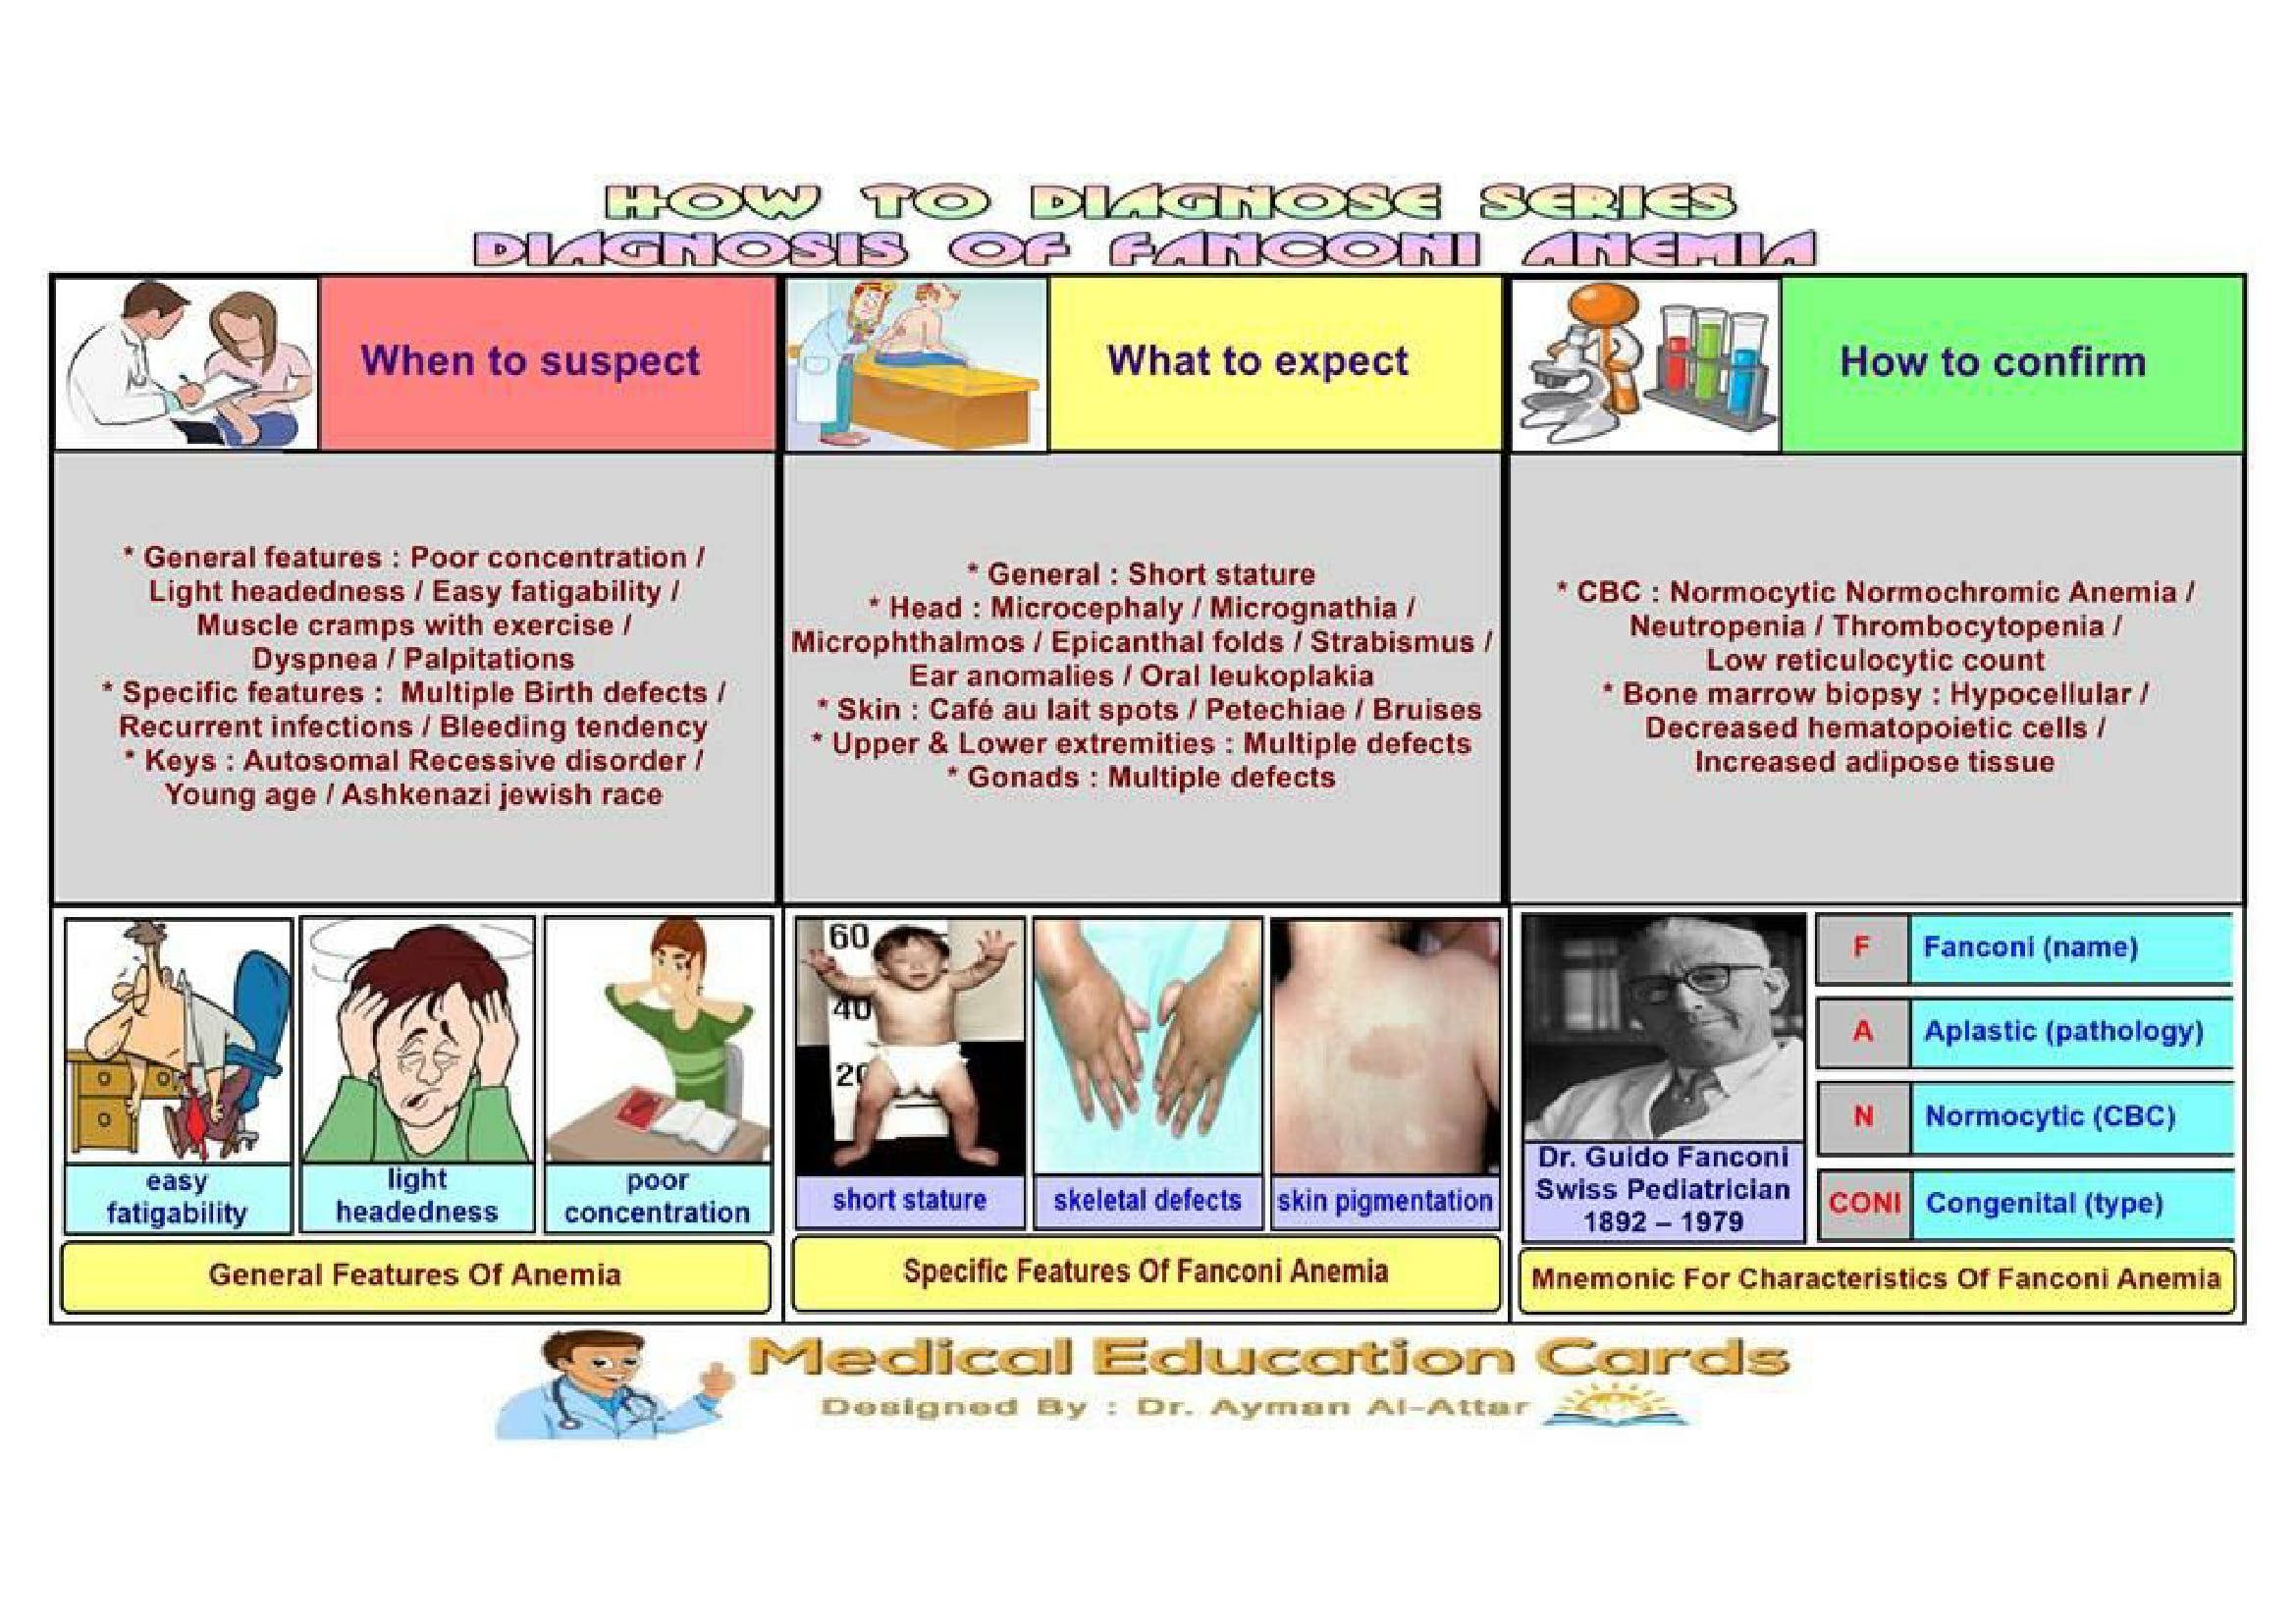 HOW TO DIAGNOSE SERIES
DIAGNOSIS OF FANCONI ANEMIA
When to suspect
* General features : Poor concentration /
Light headedness / Easy fatigability /
Muscle cramps with exercise /
Dyspnea / Palpitations
* Specific features : Multiple Birth defects /
Recurrent infections / Bleeding tendency
* Keys : Autosomal Recessive disorder /
Young age / Ashkenazi jewish race
What to expect
* General : Short stature
* Head : Microcephaly / Micrognathia /
Microphthalmos / Epicanthal folds / Strabismus /
Ear anomalies / Oral leukoplakia
* Skin : Café au lait spots / Petechiae / Bruises
* Upper & Lower extremities : Multiple defects
* Gonads : Multiple defects
How to confirm
* CBC : Normocytic Normochromic Anemia /
Neutropenia / Thrombocytopenia /
Low reticulocytic count
* Bone marrow biopsy : Hypocellular /
Decreased hematopoietic cells /
Increased adipose tissue
easy
fatigability
light
headedness
poor
concentration
General Features Of Anemia
60
40
20
short stature
skeletal defects
skin pigmentation
Specific Features Of Fanconi Anemia
Dr. Guido Fanconi
Swiss Pediatrician
1892 – 1979
F Fanconi (name)
A Aplastic (pathology)
N Normocytic (CBC)
CONI Congenital (type)
Mnemonic For Characteristics Of Fanconi Anemia
Medical Education Cards
Designed By : Dr. Ayman Al-Attar